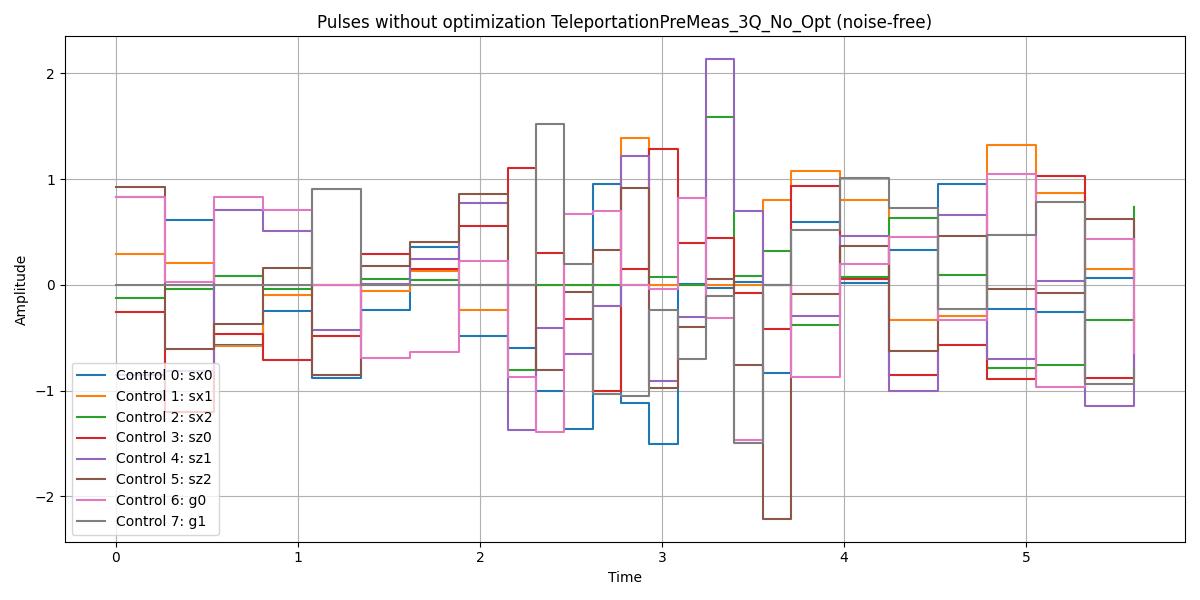 Pulses without optimization TeleportationPreMeas_3Q_No_Opt (noise-free)
Amplitude
2
1
0
−1
−2
Control 0: sx0
Control 1: sx1
Control 2: sx2
Control 3: sz0
Control 4: sz1
Control 5: sz2
Control 6: g0
Control 7: g1
0 1 2 3 4 5
Time